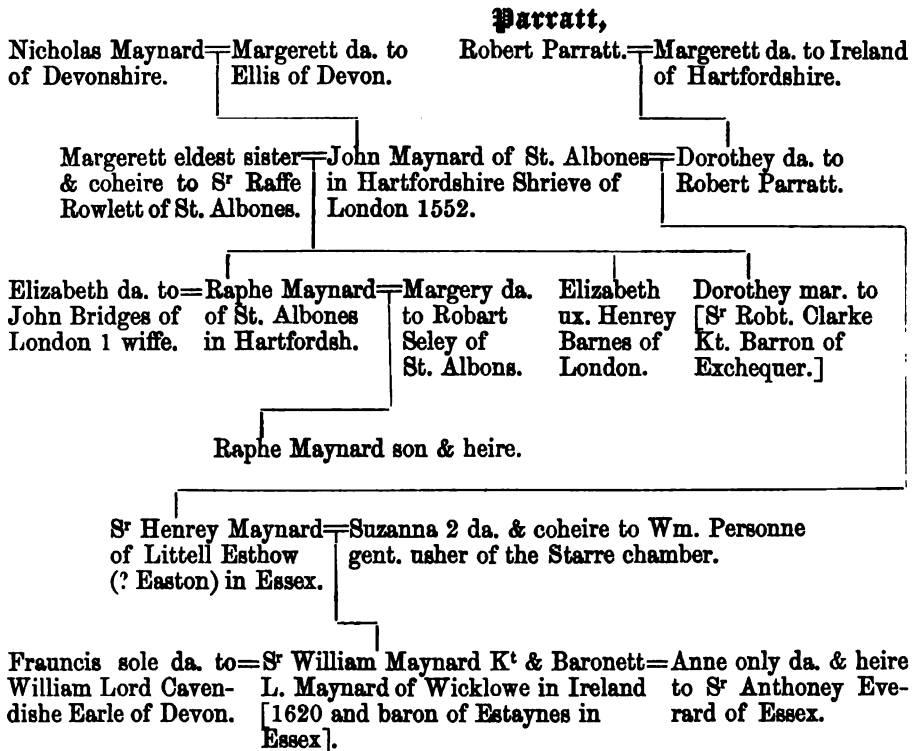 Parratt,
Nicholas Maynard=Margerett da. to
of Devonshire. Ellis of Devon.
Robert Parratt.=Margerett da. to Ireland
of Hartfordshire.
Margerett eldest sister=John Maynard of St. Albones=Dorothey da. to
& coheire to Sʳ Raffe in Hartfordshire Shrieve of Robert Parratt.
Rowlett of St. Albones. London 1552.
Elizabeth da. to=Raphe Maynard=Margery da.
John Bridges of of St. Albones to Robart
London 1 wiffe. in Hartfordsh. Seley of
St. Albons.
Elizabeth
ux. Henrey
Barnes of
London.
Dorothey mar. to
[Sʳ Robt. Clarke
Kt. Barron of
Exchequer.]
Raphe Maynard son & heire.
Sʳ Henrey Maynard=Suzanna 2 da. & coheire to Wm. Personne
of Littell Esthow gent. usher of the Starre chamber.
(? Easton) in Essex.
Frauncis sole da. to=Sʳ William Maynard Kᵗ & Baronett=Anne only da. & heire
William Lord Caven- L. Maynard of Wicklowe in Ireland to Sʳ Anthoney Eve-
dishe Earle of Devon. [1620 and baron of Estaynes in rard of Essex.
Essex].